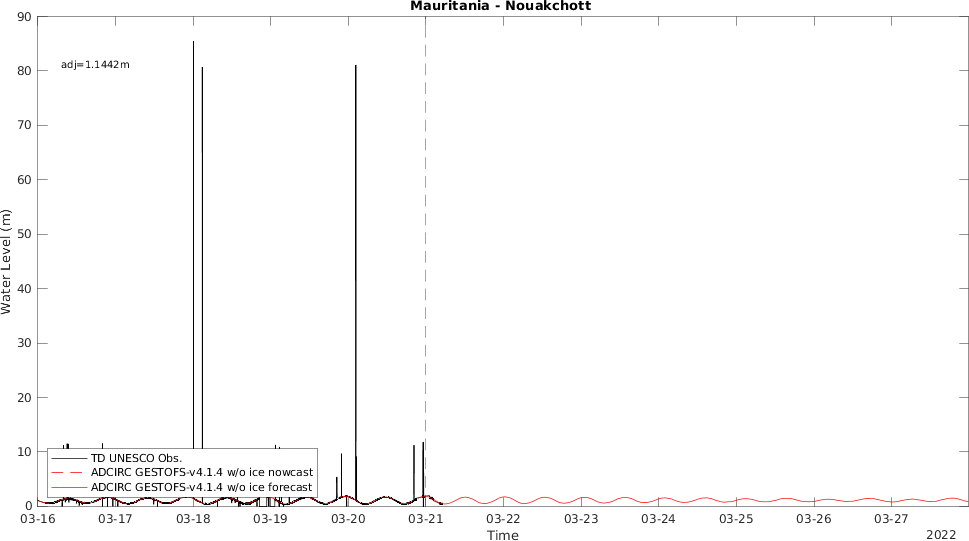 Mauritania - Nouakchott
90
adj=1.1442m
80
70
60
50
40
30
20
10
0
Water Level (m)
TD UNESCO Obs.
ADCIRC GESTOFS-v4.1.4 w/o ice nowcast
ADCIRC GESTOFS-v4.1.4 w/o ice forecast
03-16 03-17 03-18 03-19 03-20 03-21 03-22 03-23 03-24 03-25 03-26 03-27
Time
2022